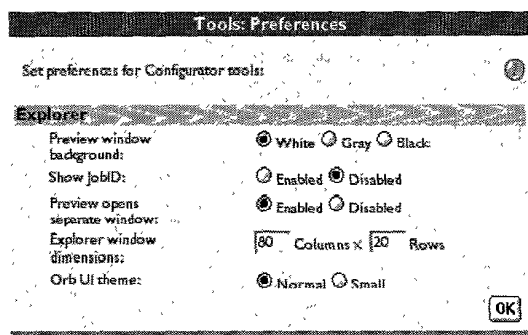 Tools: Preferences
Set preferences for Configurator tools:
Explorer
Preview window background: White Gray Black
Show JobID: Enabled Disabled
Preview opens separate window: Enabled Disabled
Explorer window dimensions: 80 Columns x 20 Rows
Orb UI theme: Normal Small
OK